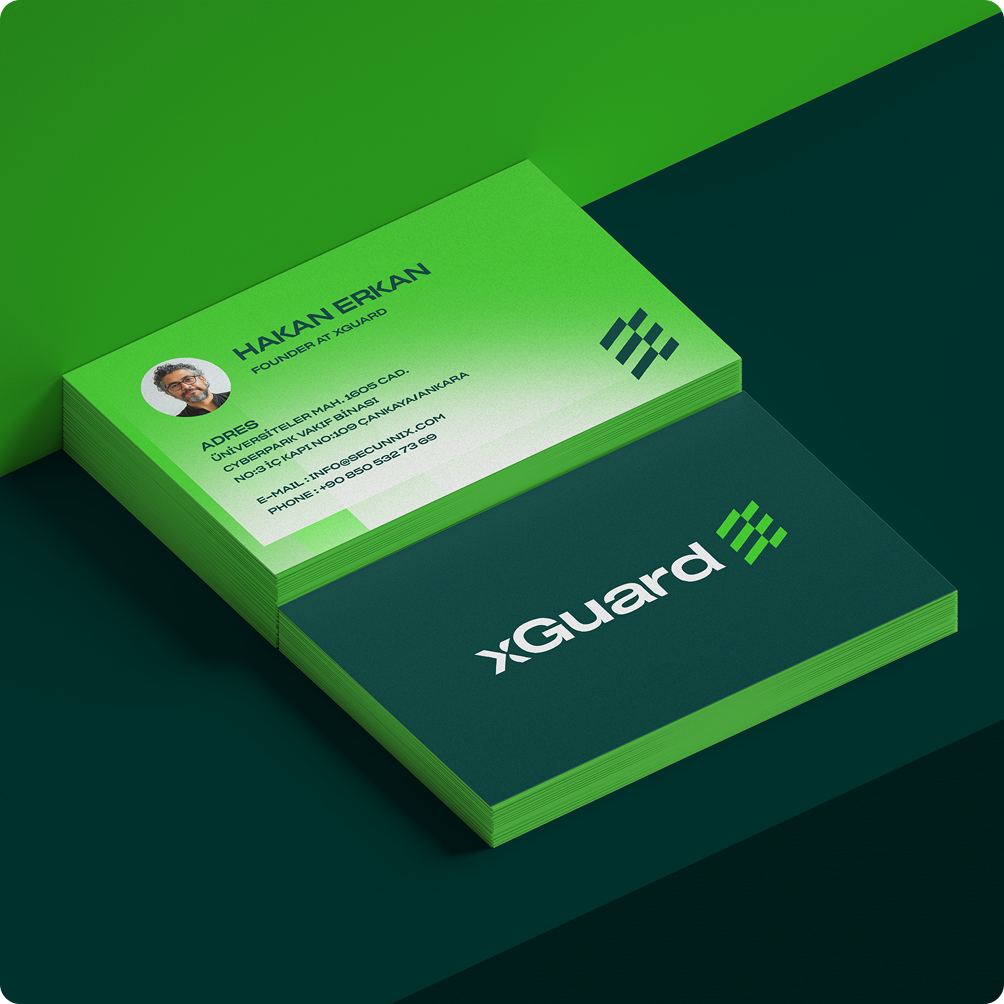 HAKAN ERKAN
FOUNDER AT XGUARD
ADRES
ÜNİVERSİTELER MAH. 1605 CAD.
CYBERPARK VAKIF BİNASI
NO:3 İÇ KAPI NO:109 ÇANKAYA/ANKARA
E-MAIL : INFO@SECUNNIX.COM
PHONE : +90 850 532 73 69
xGuard